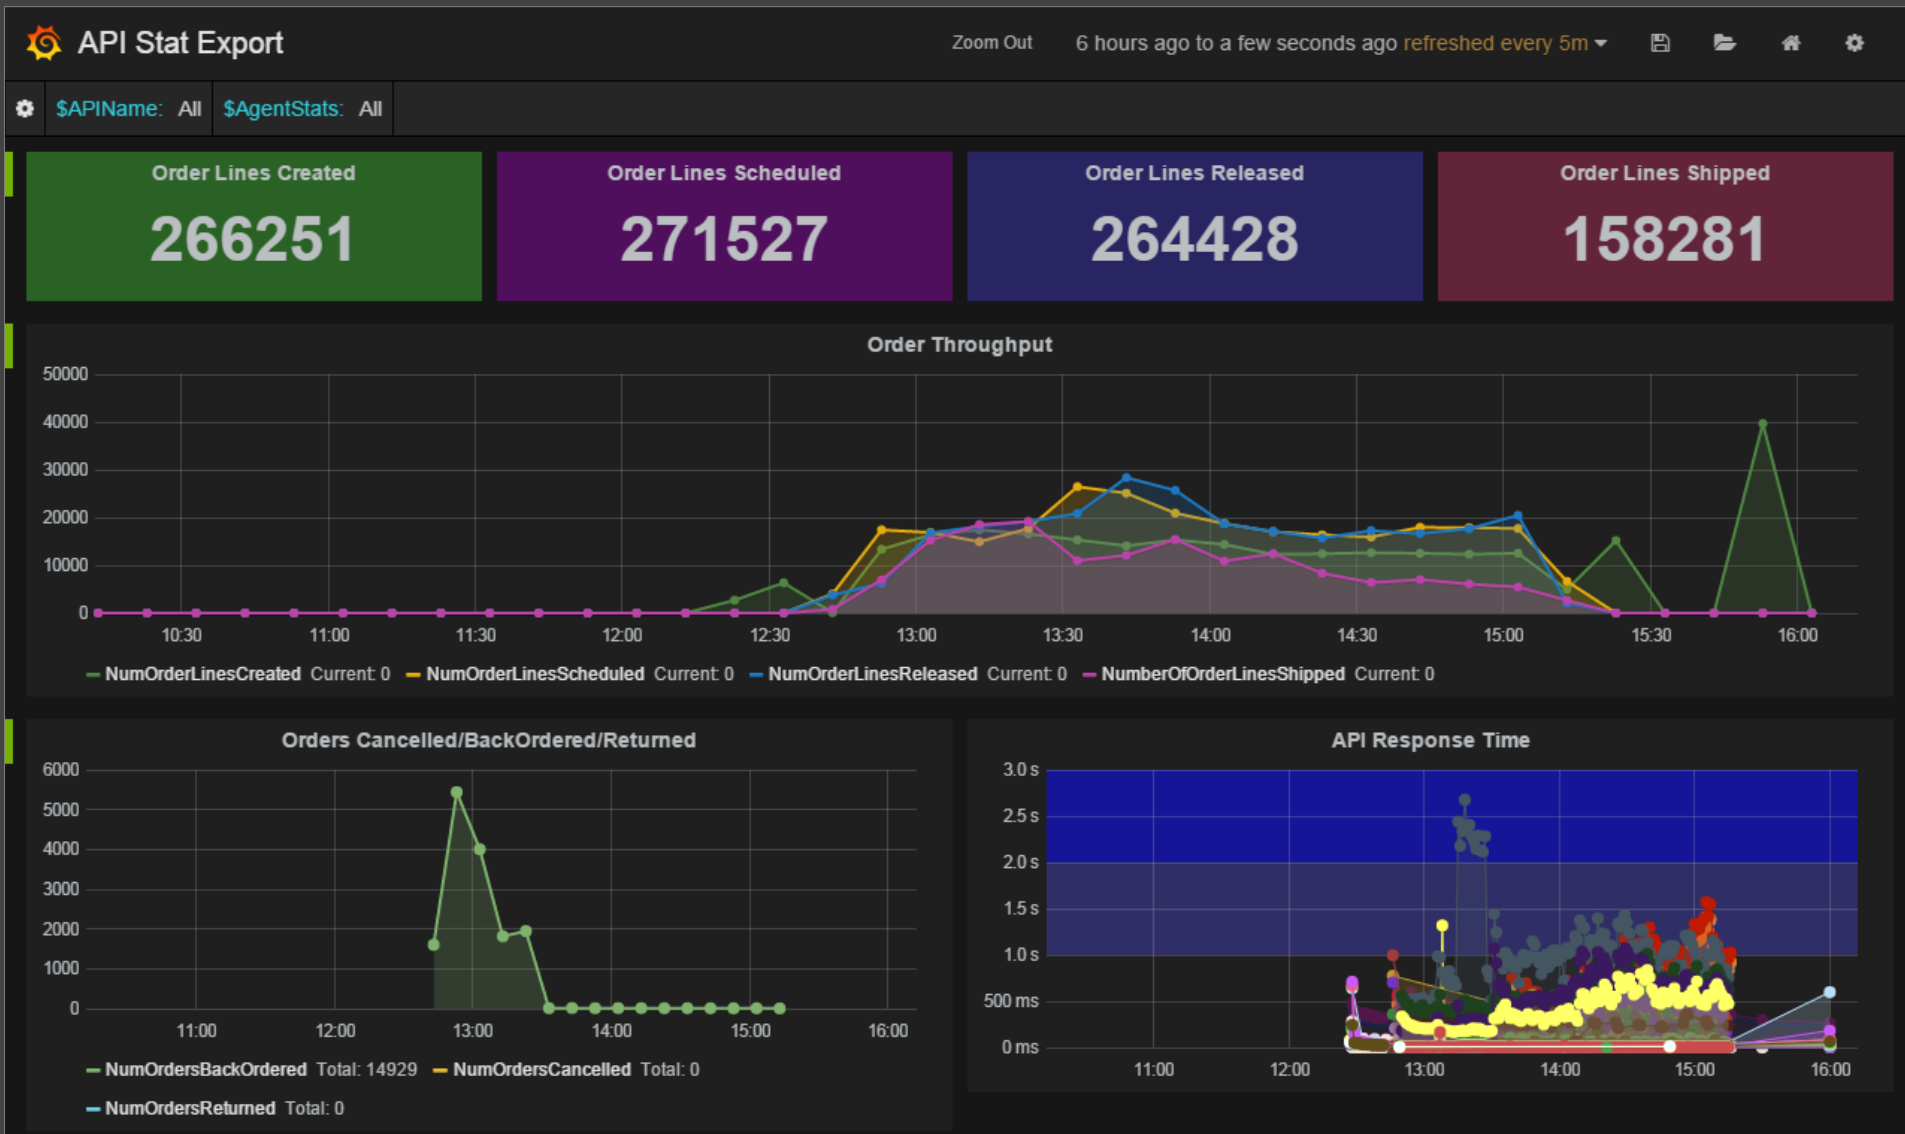 API Stat Export
Zoom Out 6 hours ago to a few seconds ago refreshed every 5m
$APIName: All $AgentStats: All
Order Lines Created
266251
Order Lines Scheduled
271527
Order Lines Released
264428
Order Lines Shipped
158281
Order Throughput
50000
40000
30000
20000
10000
0
10:30 11:00 11:30 12:00 12:30 13:00 13:30 14:00 14:30 15:00 15:30 16:00
NumOrderLinesCreated Current: 0 NumOrderLinesScheduled Current: 0 NumOrderLinesReleased Current: 0 NumberOfOrderLinesShipped Current: 0
Orders Cancelled/BackOrdered/Returned
6000
5000
4000
3000
2000
1000
0
11:00 12:00 13:00 14:00 15:00 16:00
NumOrdersBackOrdered Total: 14929 NumOrdersCancelled Total: 0
NumOrdersReturned Total: 0
API Response Time
3.0 s
2.5 s
2.0 s
1.5 s
1.0 s
500 ms
0 ms
11:00 12:00 13:00 14:00 15:00 16:00